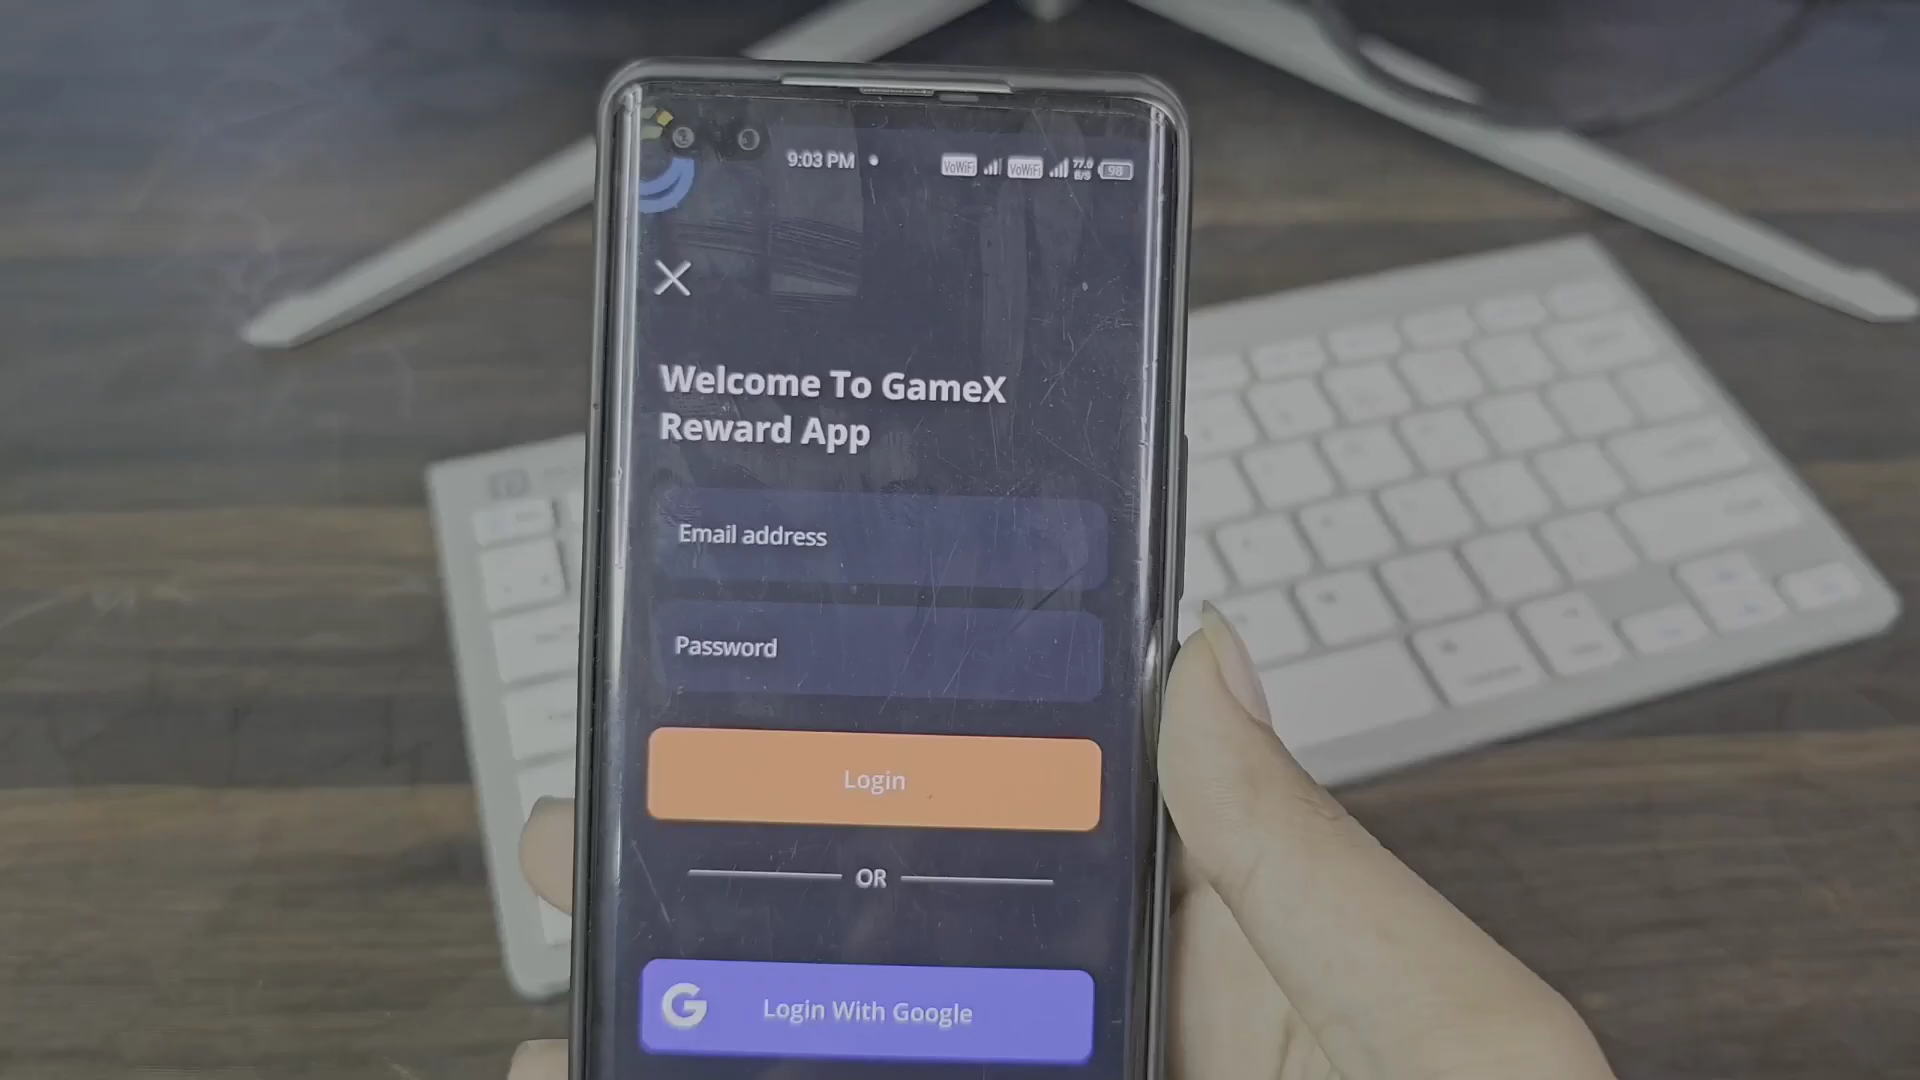 9:03 PM
VoWiFi VoWiFi 77.0 B/S 98
Welcome To GameX
Reward App
Email address
Password
Login
OR
G Login With Google